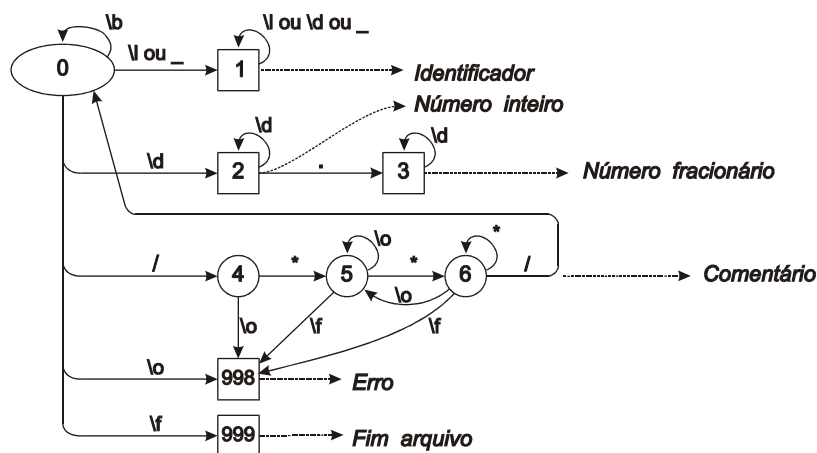 \b
0
\l ou _
1
\l ou \d ou _
Identificador
Número inteiro
\d
2
\d
.
3
\d
Número fracionário
/
4
*
5
\o
*
\o
6
*
/
Comentário
\o
\f
\f
\o
998
Erro
\f
999
Fim arquivo